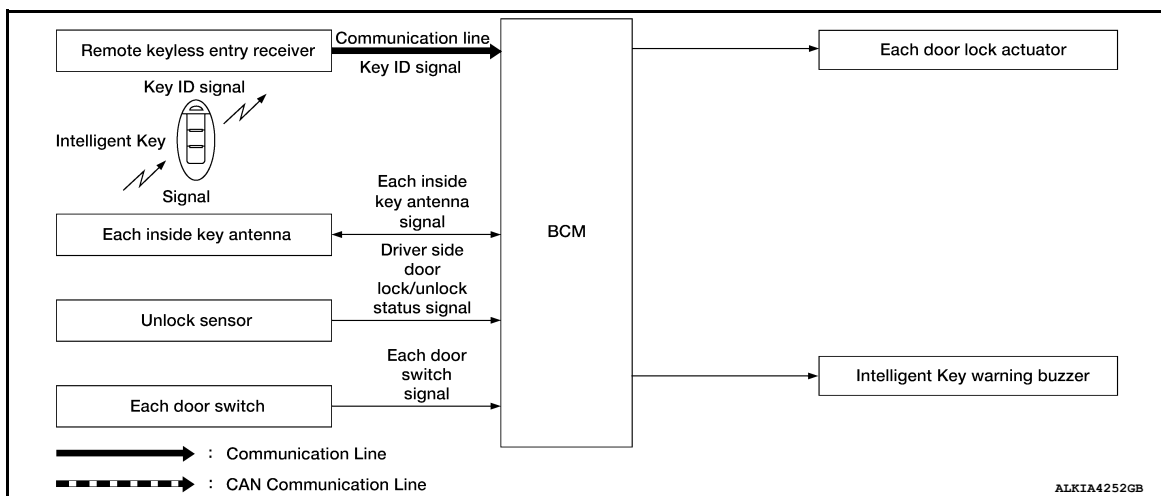 Remote keyless entry receiver
Communication line
Key ID signal
BCM
Each door lock actuator
Key ID signal
Intelligent Key
Signal
Each inside key antenna
Each inside
key antenna
signal
Unlock sensor
Driver side
door
lock/unlock
status signal
Each door switch
Each door
switch
signal
Intelligent Key warning buzzer
: Communication Line
: CAN Communication Line
ALKIA4252GB